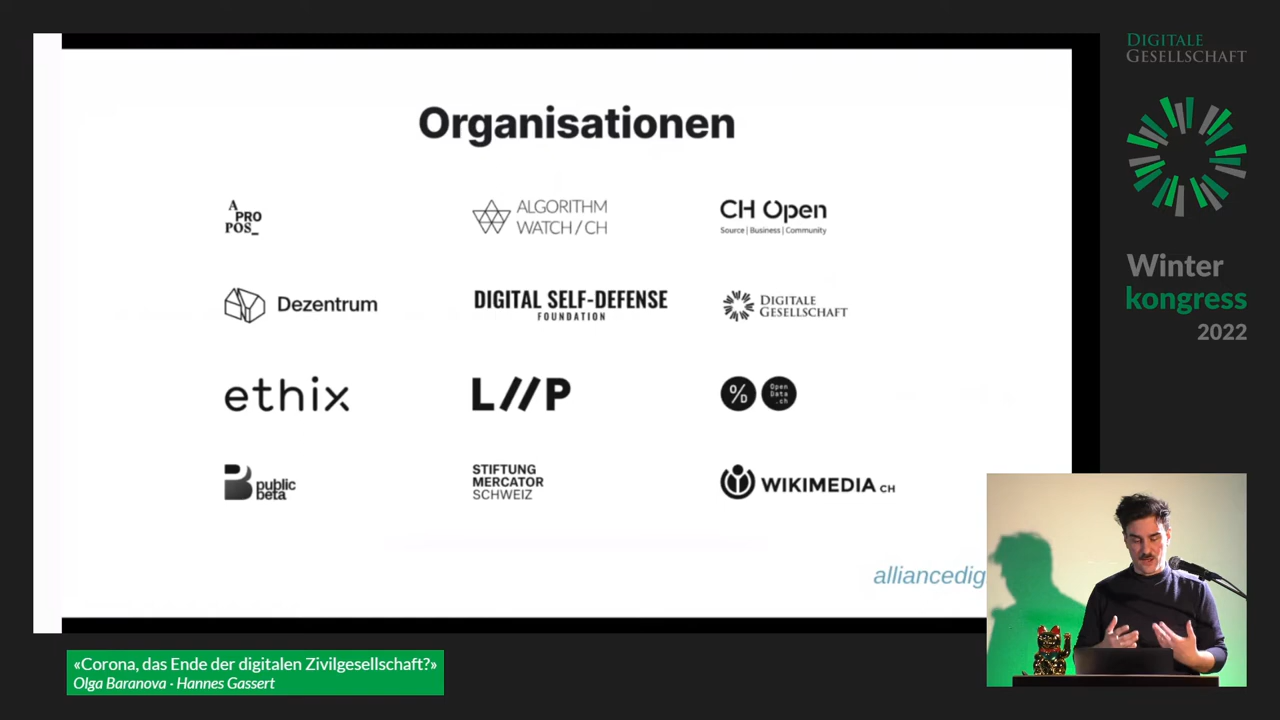 Organisationen
A
PRO
POS_
ALGORITHM
WATCH / CH
CH Open
Source | Business | Community
Dezentrum
DIGITAL SELF-DEFENSE
FOUNDATION
DIGITALE
GESELLSCHAFT
ethix
L//P
%D
Open
Data
.ch
public
beta
STIFTUNG
MERCATOR
SCHWEIZ
WIKIMEDIA CH
alliancedig
DIGITALE
GESELLSCHAFT
Winter
kongress
2022
«Corona, das Ende der digitalen Zivilgesellschaft?»
Olga Baranova · Hannes Gassert